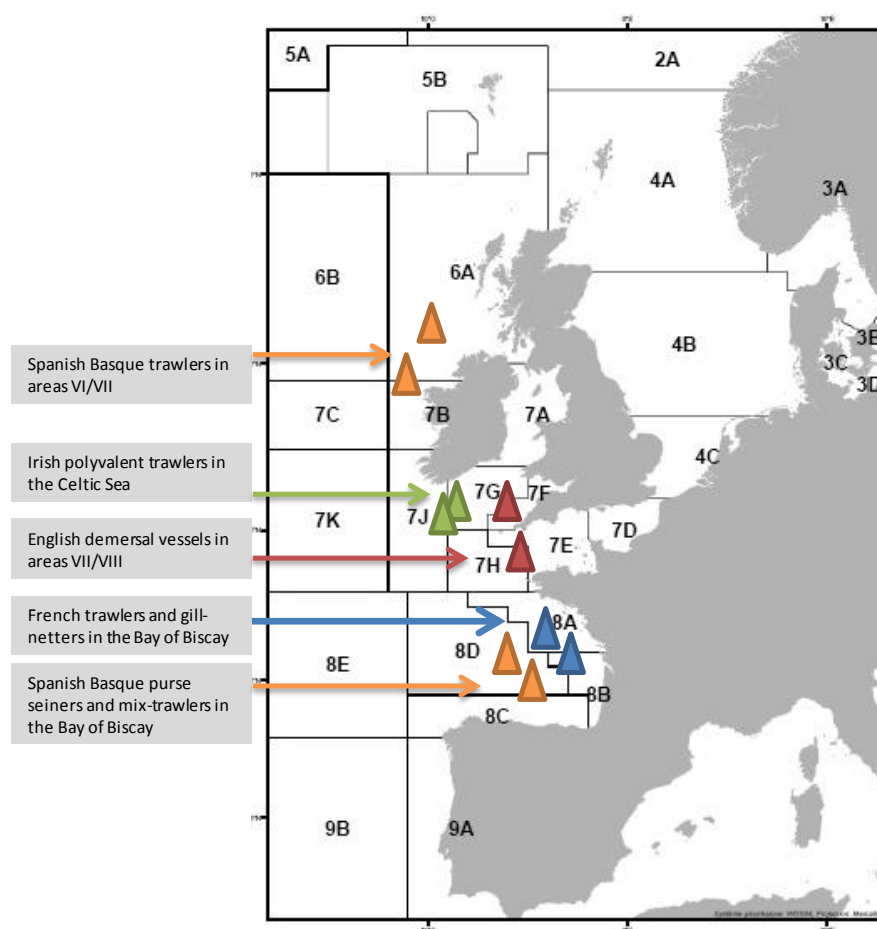 5A
2A
5B
4A
3A
6A
6B
4B
3C
Spanish Basque trawlers in
areas VI/VII
7C
7B
7A
4C
Irish polyvalent trawlers in
the Celtic Sea
7G
7F
7K
7J
7D
7E
English demersal vessels in
areas VII/VIII
7H
French trawlers and gill-
netters in the Bay of Biscay
8A
8D
8E
Spanish Basque purse
seiners and mix-trawlers in
the Bay of Biscay
8B
8C
9B
9A